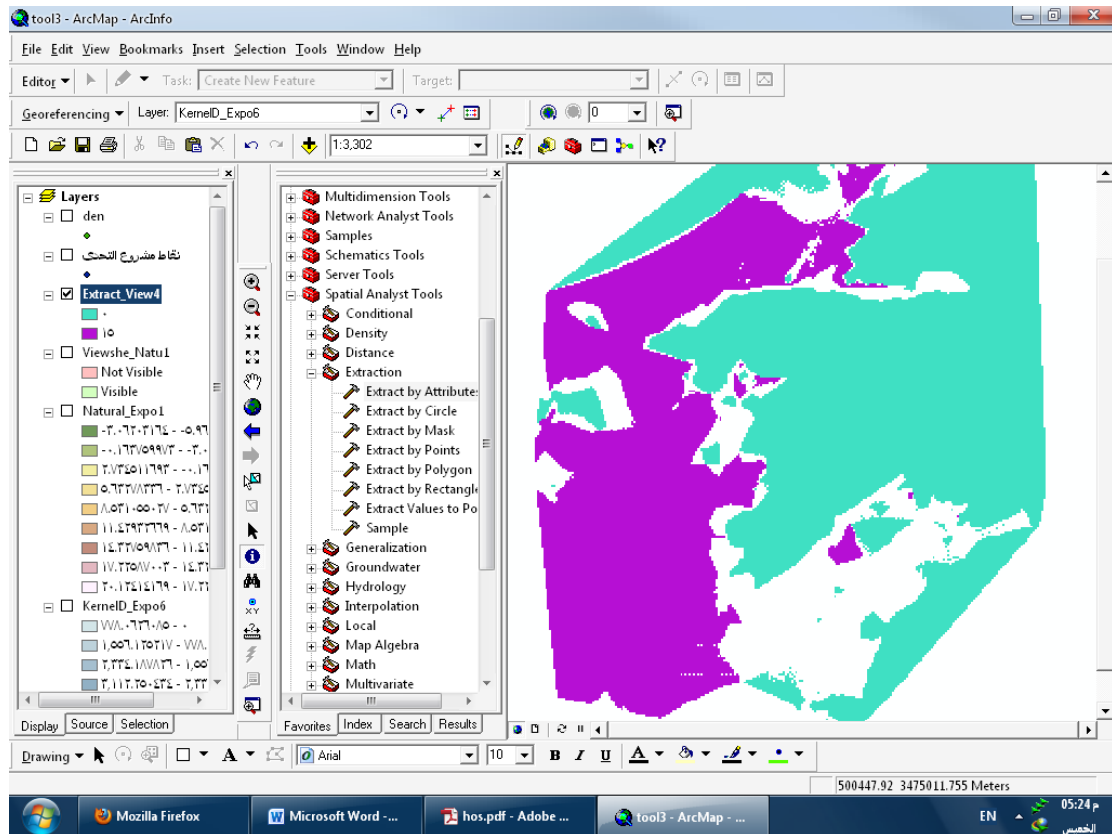 tool3 - ArcMap - ArcInfo
File Edit View Bookmarks Insert Selection Tools Window Help
Editor Task: Create New Feature Target:
Georeferencing Layer: KernelD_Expo6 0
1:3,302
Layers
den
نقاط مشروع التحدي
Extract_View4
٠
١٥
Viewshe_Natu1
Not Visible
Visible
Natural_Expo1
KernelD_Expo6
Display Source Selection
Multidimension Tools
Network Analyst Tools
Samples
Schematics Tools
Server Tools
Spatial Analyst Tools
Conditional
Density
Distance
Extraction
Extract by Attribute
Extract by Circle
Extract by Mask
Extract by Points
Extract by Polygon
Extract by Rectangle
Extract Values to Po
Sample
Generalization
Groundwater
Hydrology
Interpolation
Local
Map Algebra
Math
Multivariate
Favorites Index Search Results
Drawing A Arial 10 B I U A
500447.92 3475011.755 Meters
Mozilla Firefox Microsoft Word -... hos.pdf - Adobe ... tool3 - ArcMap - ... EN 05:24 م
الخميس